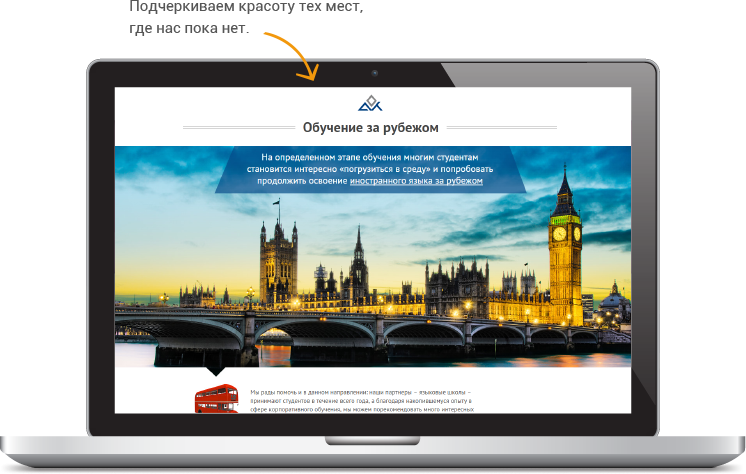 Подчеркиваем красоту тех мест,
где нас пока нет.
Обучение за рубежом
На определенном этапе обучения многим студентам
становится интересно «погрузиться в среду» и попробовать
продолжить освоение иностранного языка за рубежом
Мы рады помочь и в данном направлении: наши партнеры – языковые школы –
принимают студентов в течение всего года, а благодаря накопившемуся опыту в
сфере корпоративного обучения, мы можем порекомендовать много интересных